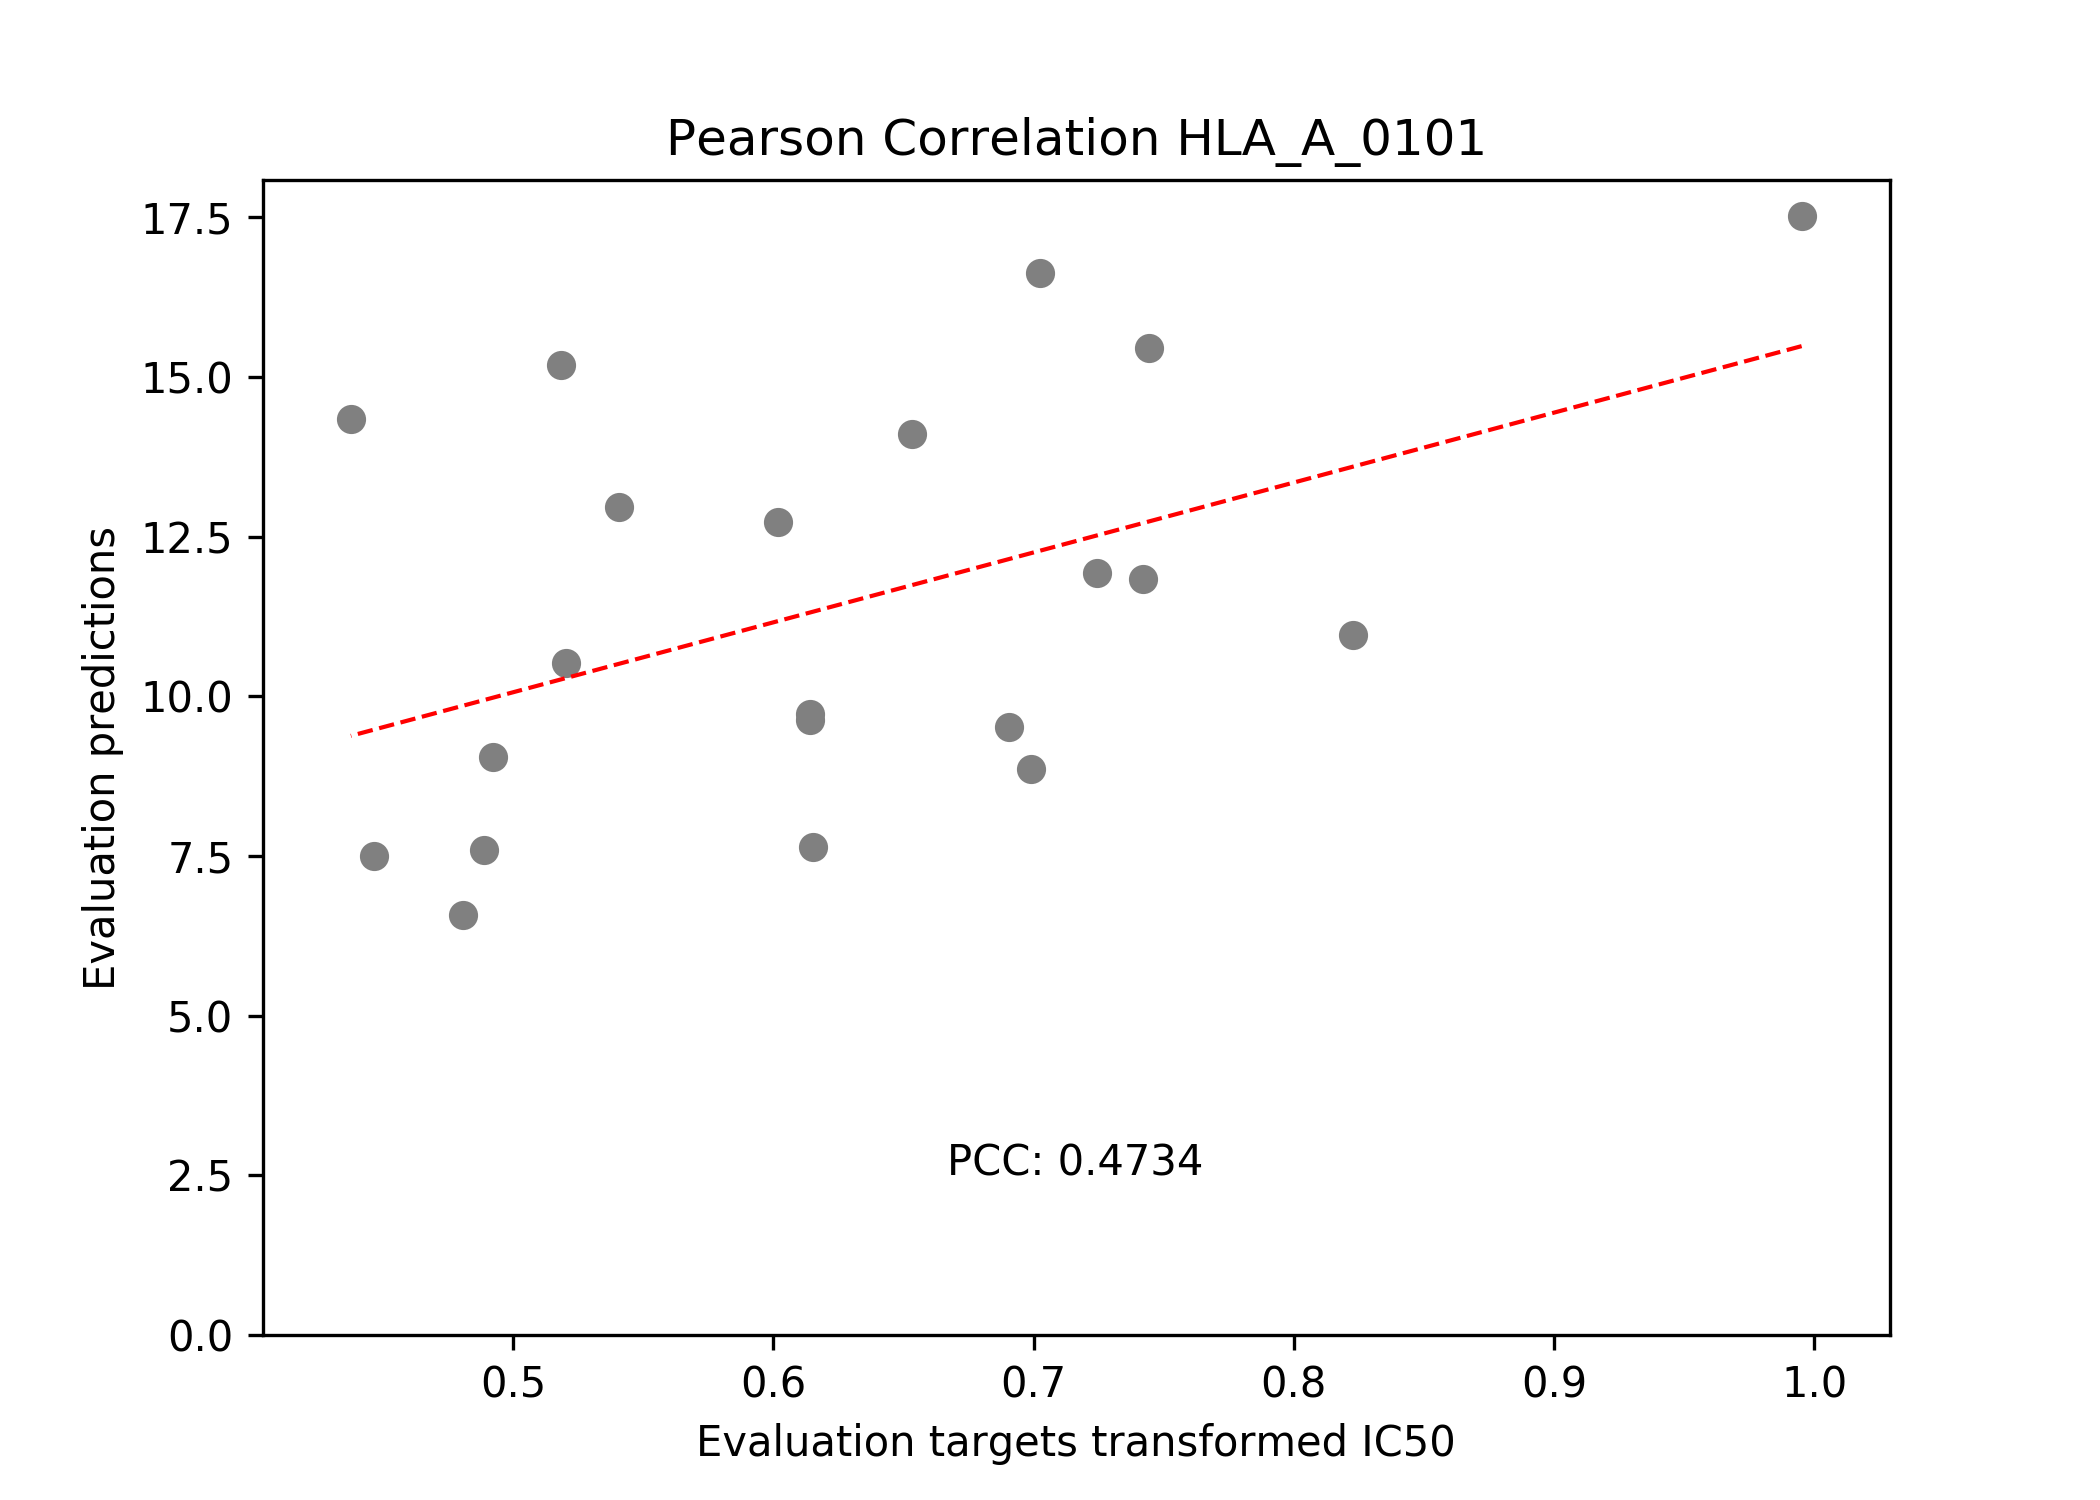 Pearson Correlation HLA_A_0101
17.5
15.0
12.5
10.0
7.5
5.0
2.5
0.0
Evaluation predictions
PCC: 0.4734
0.5 0.6 0.7 0.8 0.9 1.0
Evaluation targets transformed IC50